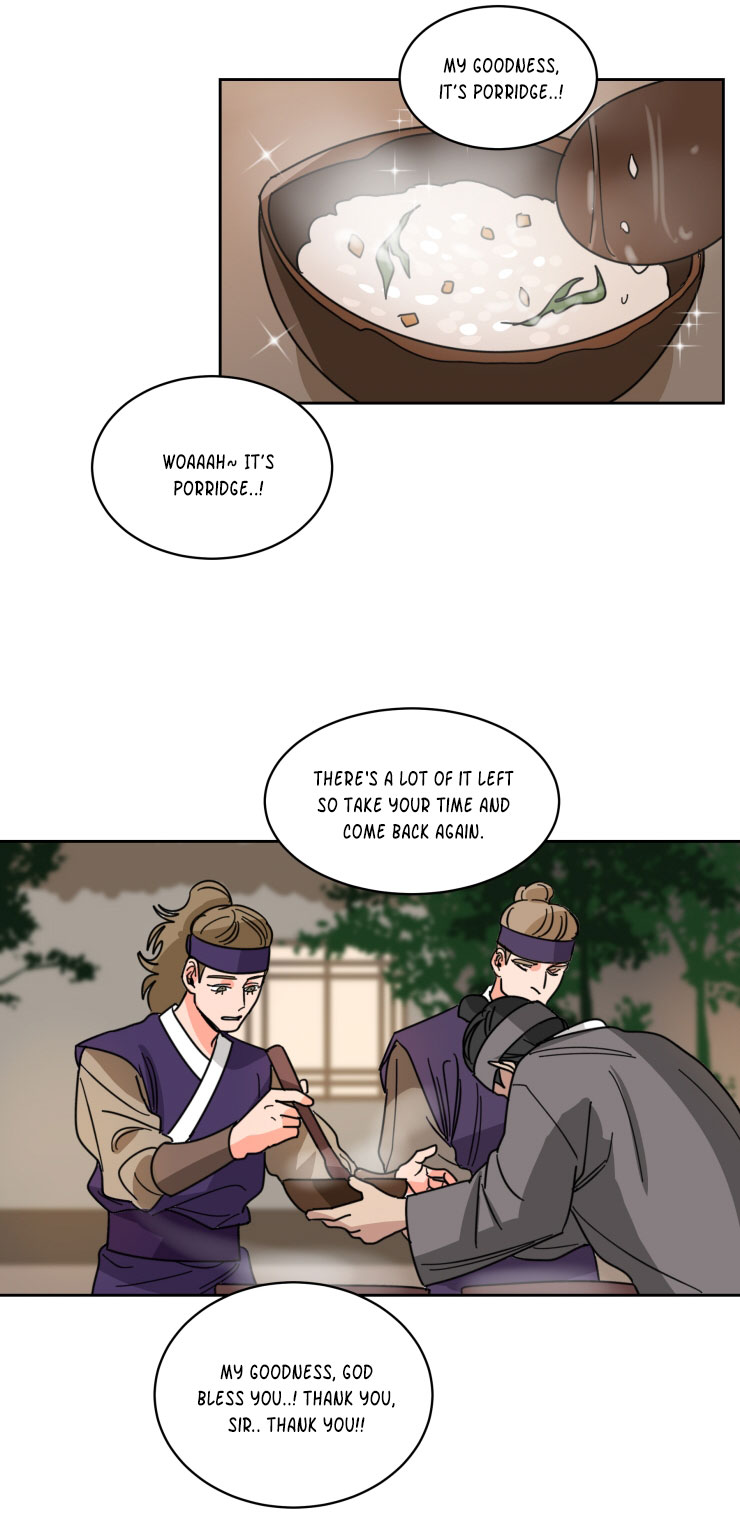 MY GOODNESS,
IT'S PORRIDGE..!
WOAAAH~ IT'S
PORRIDGE..!
THERE'S A LOT OF IT LEFT
SO TAKE YOUR TIME AND
COME BACK AGAIN.
MY GOODNESS, GOD
BLESS YOU..! THANK YOU,
SIR.. THANK YOU!!